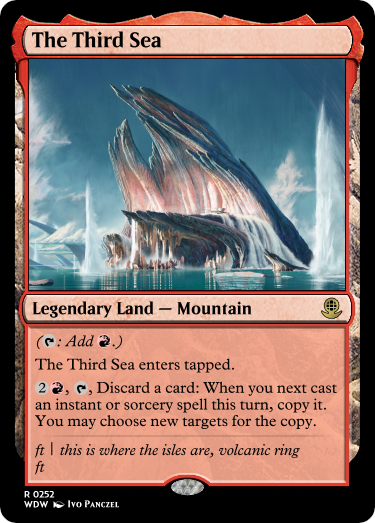 The Third Sea
Legendary Land — Mountain
(: Add .)
The Third Sea enters tapped.
2, , Discard a card: When you next cast
an instant or sorcery spell this turn, copy it.
You may choose new targets for the copy.
ft | this is where the isles are, volcanic ring
ft
R 0252
WDW Ivo Panczel